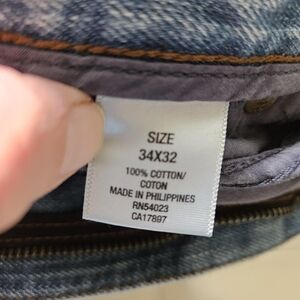 SIZE
34X32
100% COTTON/
COTON
MADE IN PHILIPPINES
RN54023
CA17897